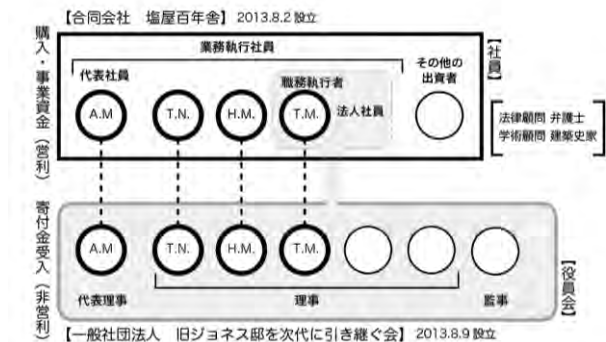 【合同会社 塩屋百年舎】 2013.8.2 設立
購入・事業資金(営利)
業務執行社員
代表社員
その他の
出資者
【社員】
職務執行者
法人社員
A.M
T.N.
H.M.
T.M.
法律顧問 弁護士
学術顧問 建築史家
寄付金受入(非営利)
A.M
T.N.
H.M.
T.M.
代表理事
理事
監事
【役員会】
【一般社団法人 旧ジョネス邸を次代に引き継ぐ会】 2013.8.9 設立